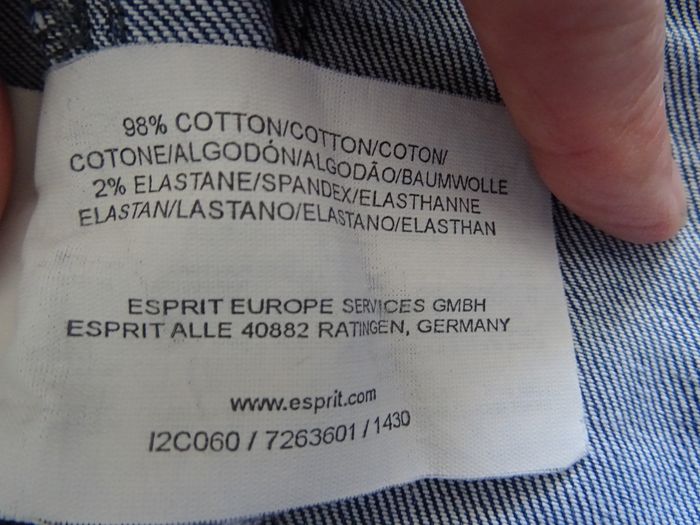 98% COTTON/COTTON/COTON/
COTONE/ALGODÓN/ALGODÃO/BAUMWOLLE
2% ELASTANE/SPANDEX/ELASTHANNE
ELASTAN/LASTANO/ELASTANO/ELASTHAN
ESPRIT EUROPE SERVICES GMBH
ESPRIT ALLE 40882 RATINGEN, GERMANY
www.esprit.com
I2C060 / 7263601 / 1430